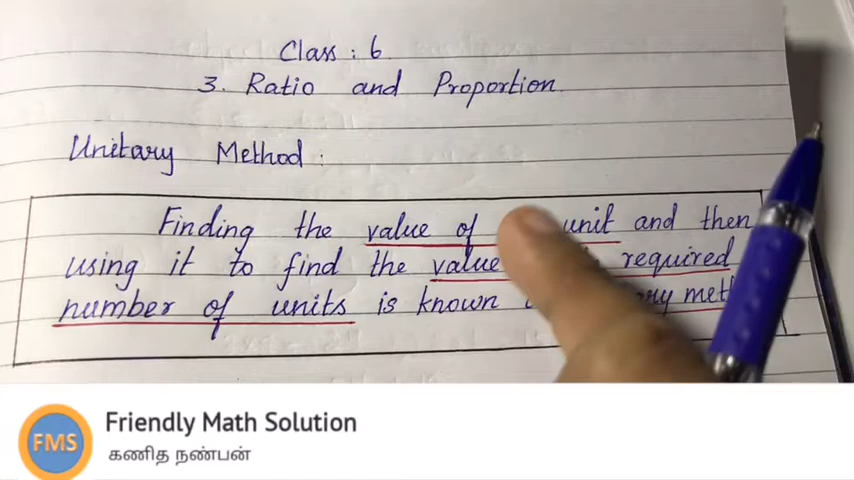 Class : 6
3. Ratio and Proportion
Unitary Method :
Finding the value of unit and then
using it to find the value required
number of units is known
FMS
Friendly Math Solution
கணித நண்பன்